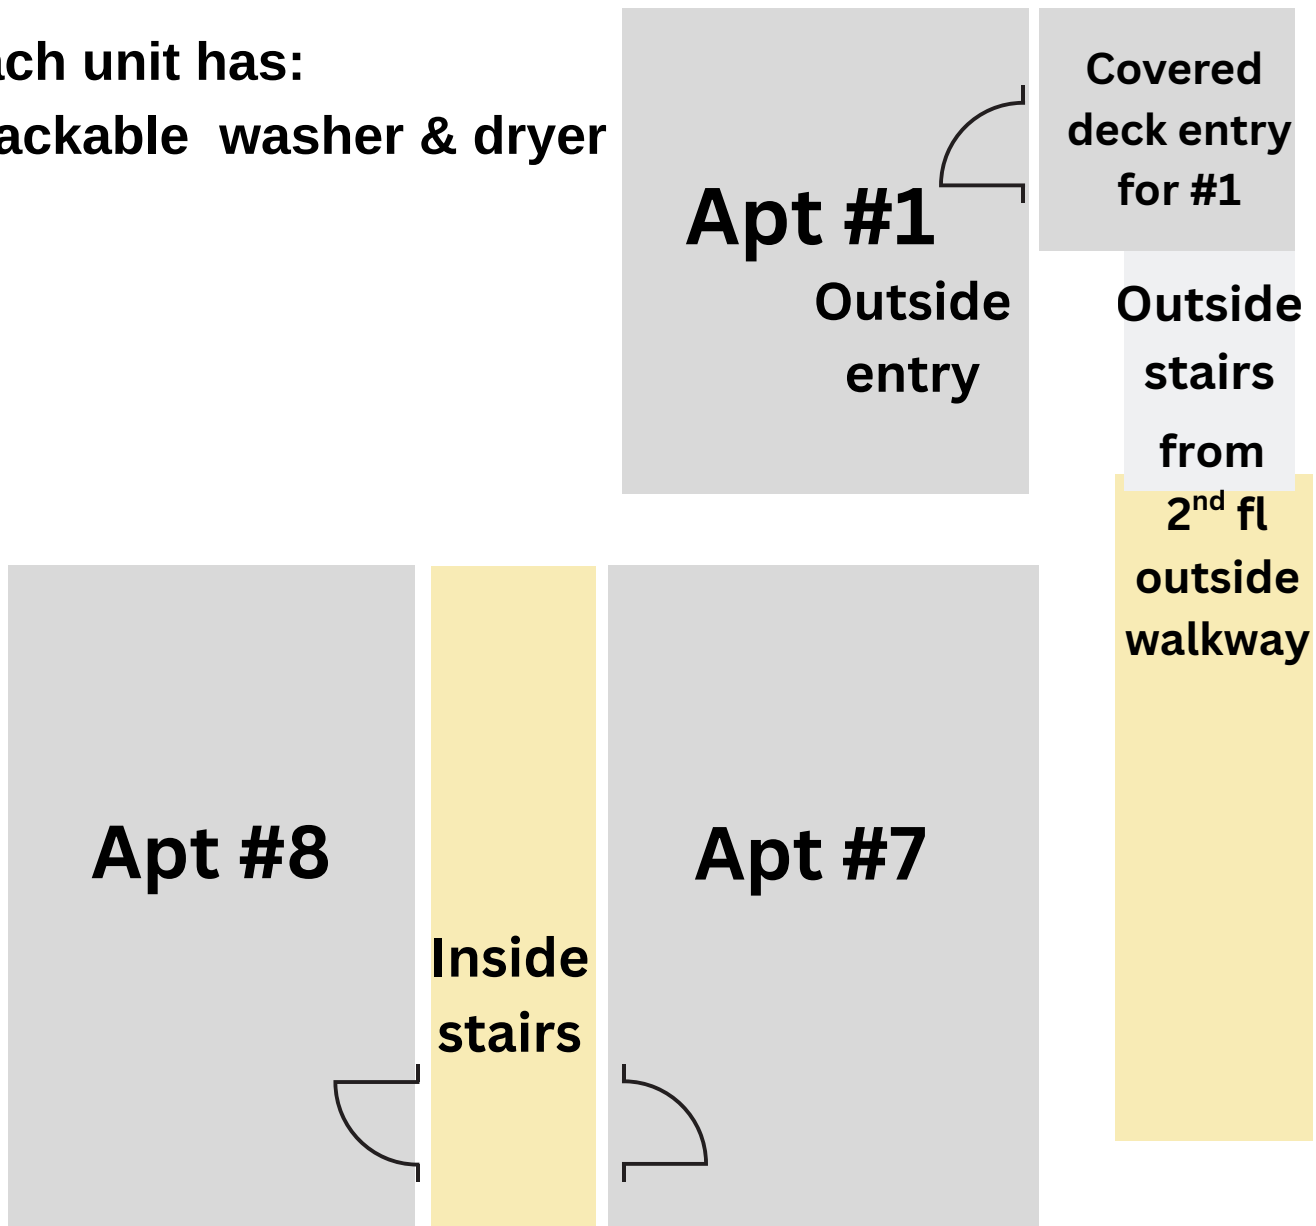 ach unit has:
ackable washer & dryer
Apt #1
Outside
entry
Covered
deck entry
for #1
Outside
stairs
from
2nd fl
outside
walkway
Apt #8
Inside
stairs
Apt #7